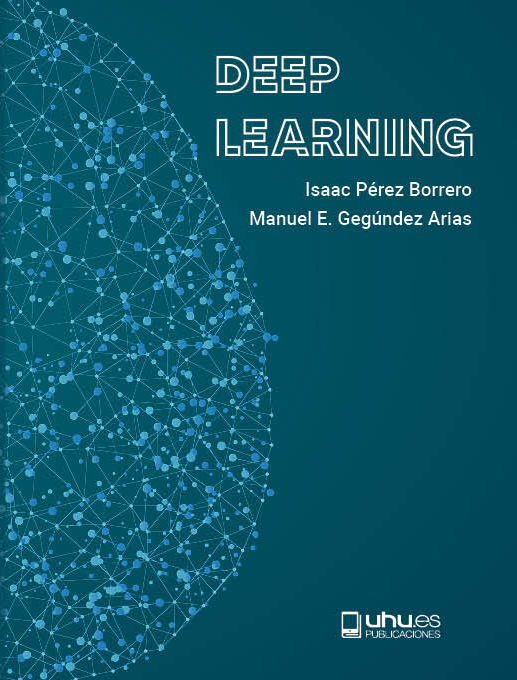 DEEP
LEARNING
Isaac Pérez Borrero
Manuel E. Gegúndez Arias
uhu.es
PUBLICACIONES